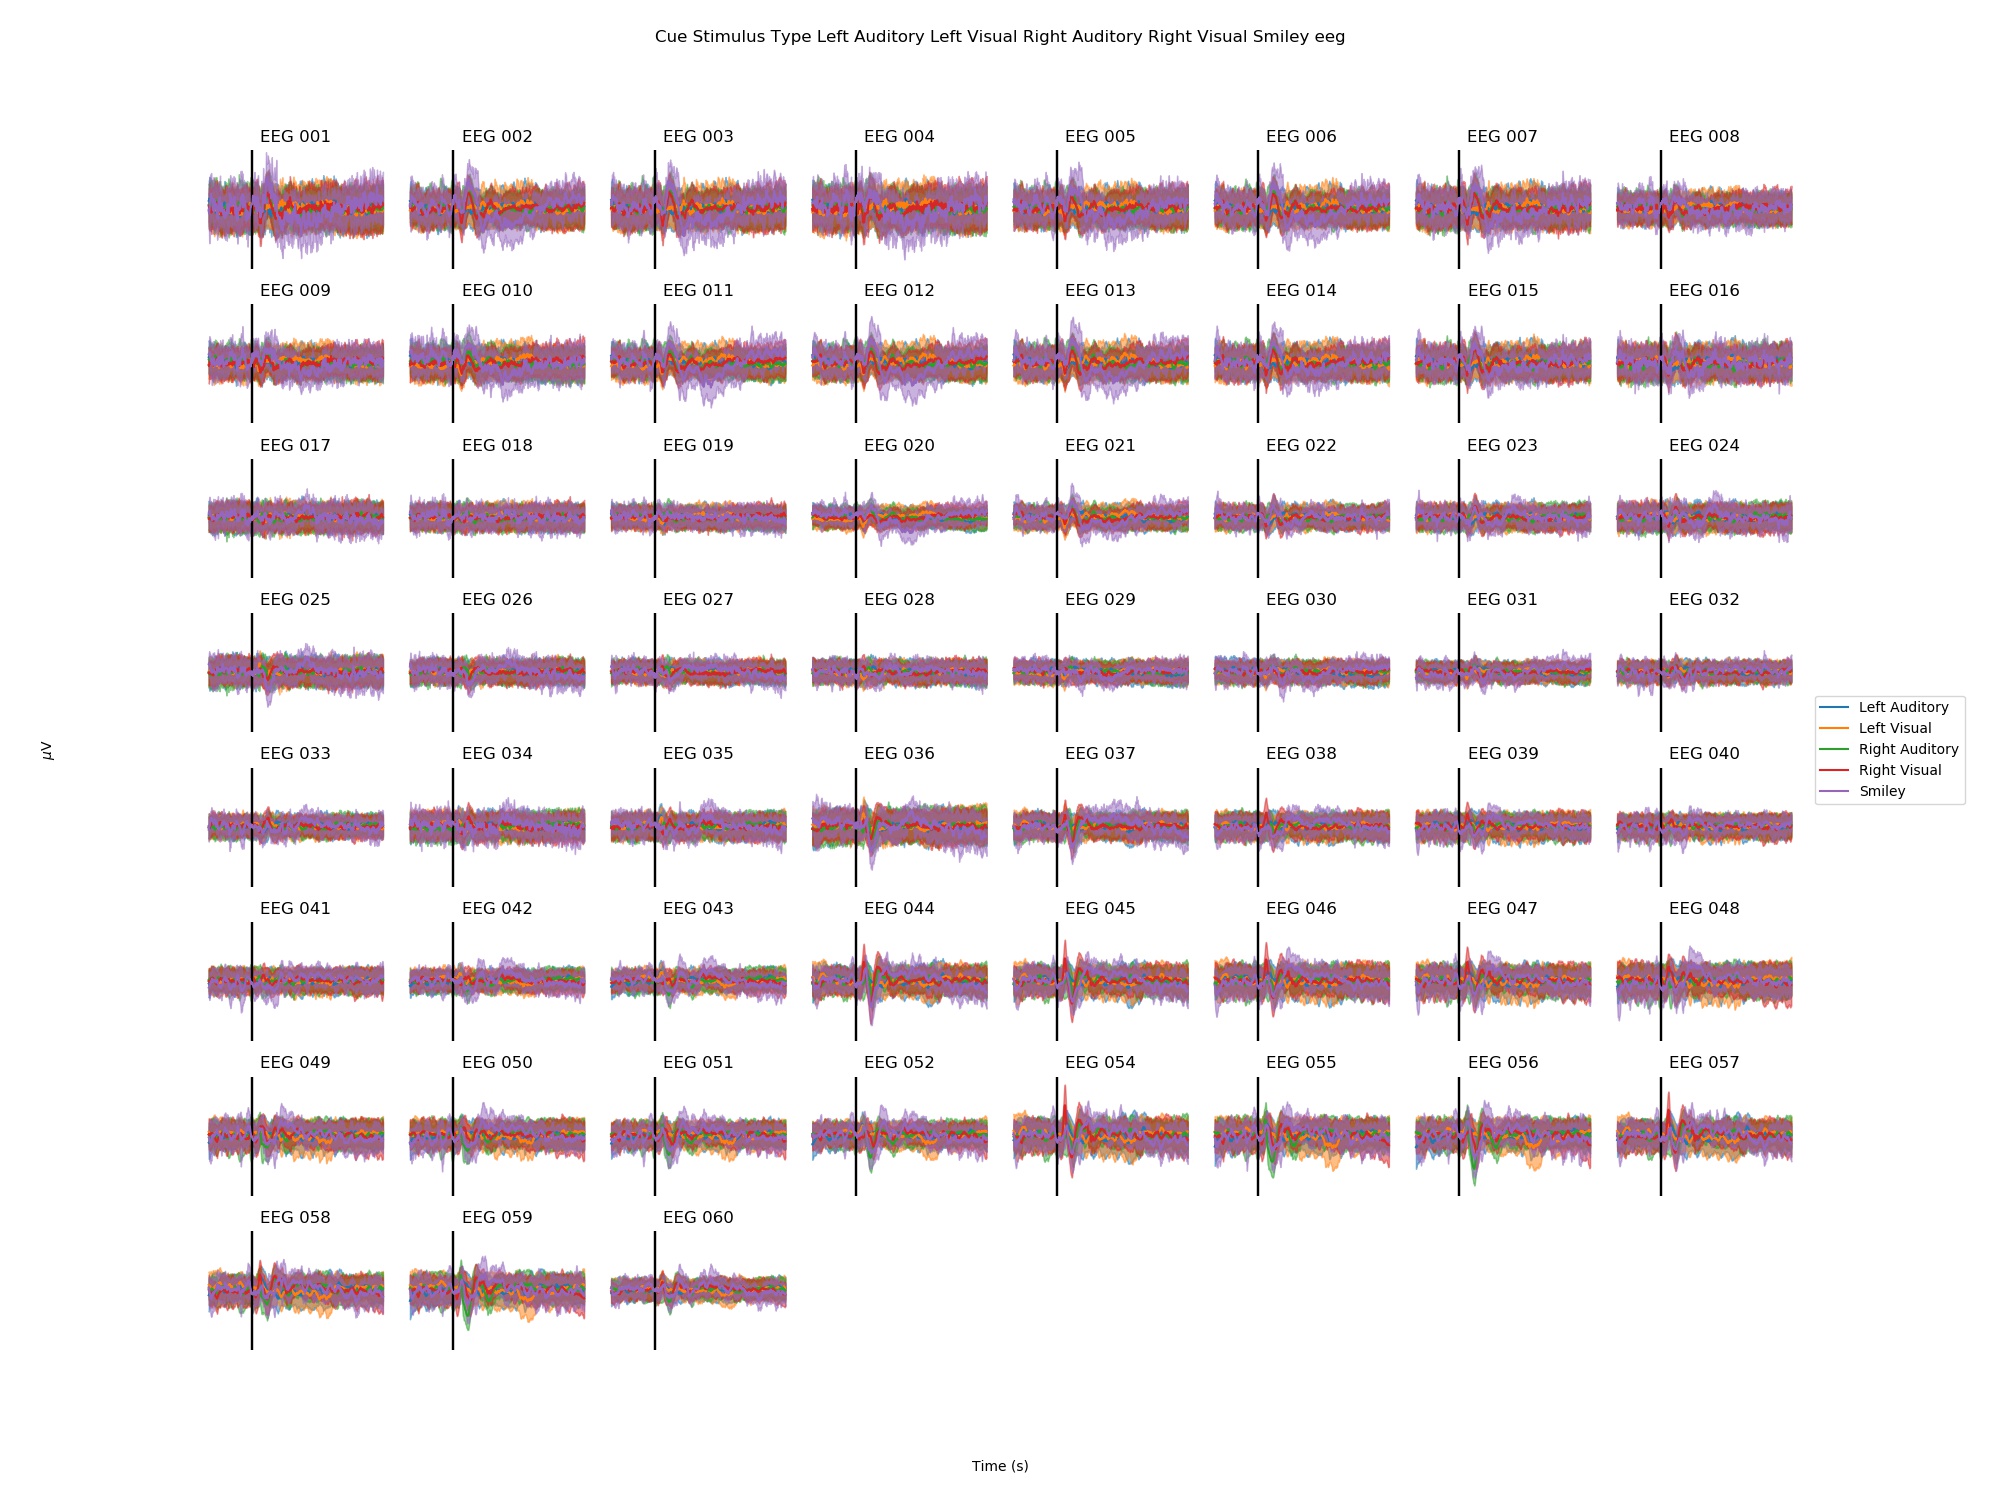 Cue Stimulus Type Left Auditory Left Visual Right Auditory Right Visual Smiley eeg
EEG 001 EEG 002 EEG 003 EEG 004 EEG 005 EEG 006 EEG 007 EEG 008
EEG 009 EEG 010 EEG 011 EEG 012 EEG 013 EEG 014 EEG 015 EEG 016
EEG 017 EEG 018 EEG 019 EEG 020 EEG 021 EEG 022 EEG 023 EEG 024
EEG 025 EEG 026 EEG 027 EEG 028 EEG 029 EEG 030 EEG 031 EEG 032
EEG 033 EEG 034 EEG 035 EEG 036 EEG 037 EEG 038 EEG 039 EEG 040
EEG 041 EEG 042 EEG 043 EEG 044 EEG 045 EEG 046 EEG 047 EEG 048
EEG 049 EEG 050 EEG 051 EEG 052 EEG 054 EEG 055 EEG 056 EEG 057
EEG 058 EEG 059 EEG 060
μV
Left Auditory
Left Visual
Right Auditory
Right Visual
Smiley
Time (s)